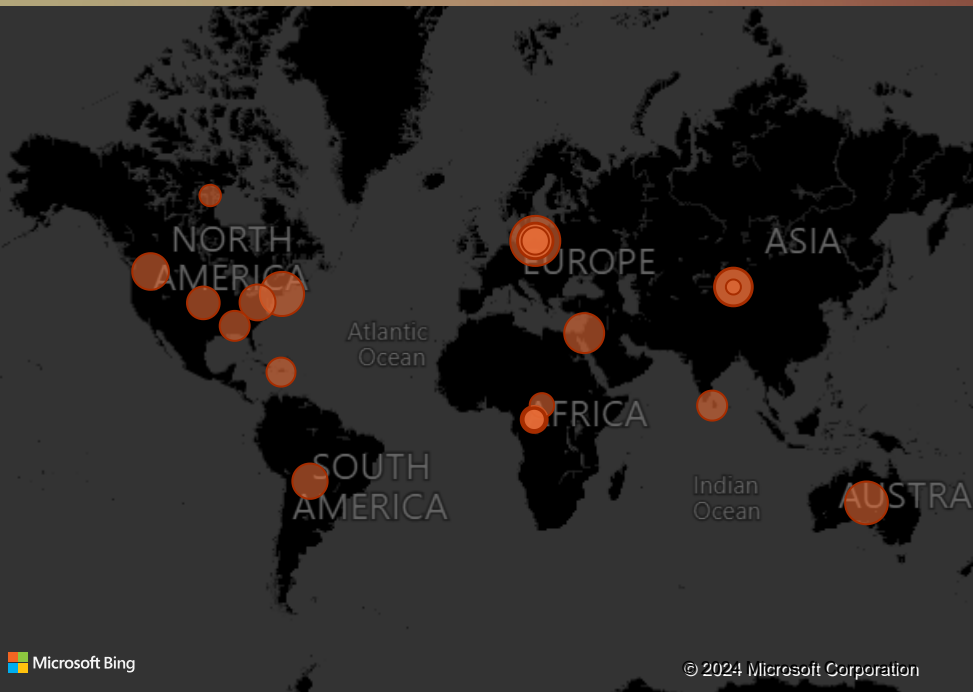 NORTH
AMERICA
EUROPE
ASIA
Atlantic
Ocean
AFRICA
SOUTH
AMERICA
Indian
Ocean
AUSTRA
Microsoft Bing
© 2024 Microsoft Corporation